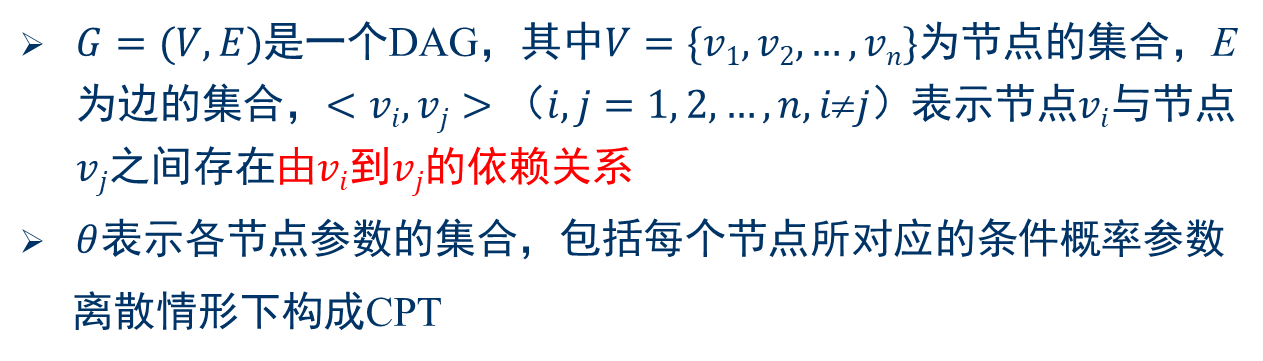 ➢ G = (V, E)是一个DAG，其中V = {v₁, v₂, …, vₙ}为节点的集合，E
为边的集合，< vᵢ, vⱼ >（i, j = 1, 2, …, n, i≠j）表示节点vᵢ与节点
vⱼ之间存在由vᵢ到vⱼ的依赖关系
➢ θ表示各节点参数的集合，包括每个节点所对应的条件概率参数
离散情形下构成CPT